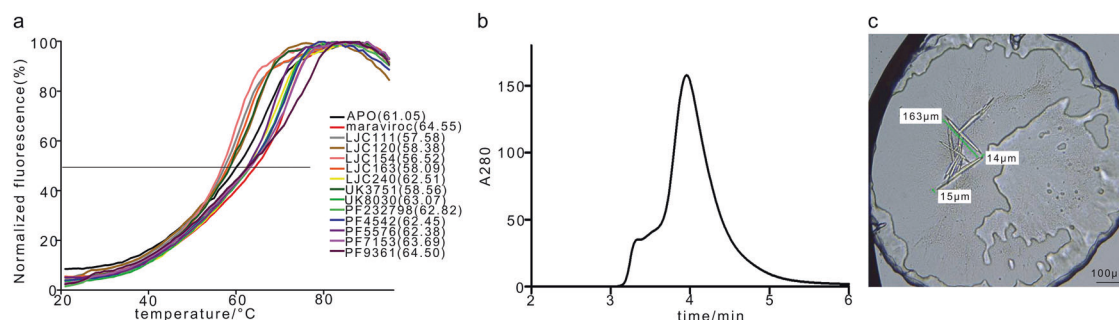 a
Normalized fluorescence(%)
100
80
60
40
20
0
20
40
60
80
temperature/°C
APO(61.05)
maraviroc(64.55)
LJC111(57.58)
LJC120(58.38)
LJC154(56.52)
LJC163(58.09)
LJC240(62.51)
UK3751(58.56)
UK8030(63.07)
PF232798(62.82)
PF4542(62.45)
PF5576(62.38)
PF7153(63.69)
PF9361(64.50)
b
A280
150
100
50
0
2
3
4
5
6
time/min
c
163μm
14μm
15μm
100μ